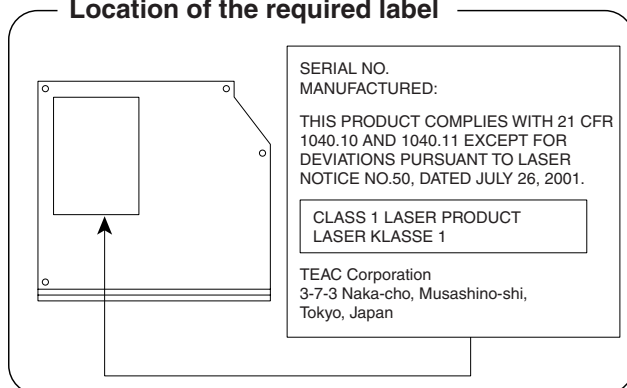 Location of the required label
SERIAL NO.
MANUFACTURED:
THIS PRODUCT COMPLIES WITH 21 CFR
1040.10 AND 1040.11 EXCEPT FOR
DEVIATIONS PURSUANT TO LASER
NOTICE NO.50, DATED JULY 26, 2001.
CLASS 1 LASER PRODUCT
LASER KLASSE 1
TEAC Corporation
3-7-3 Naka-cho, Musashino-shi,
Tokyo, Japan